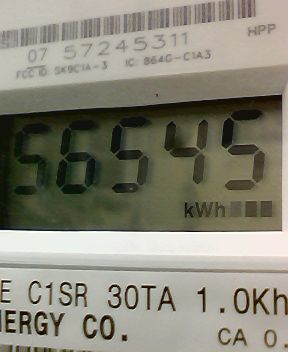 HPP
07 57245311
FCC ID: SK9C1A-3 IC: 864G-C1A3
56545
kWh
E C1SR 30TA 1.0Kh
NERGY CO.
CA 0.